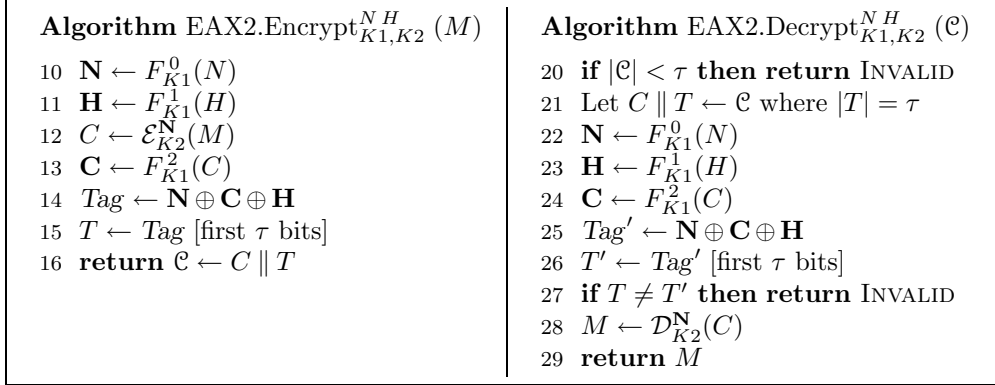 Algorithm EAX2.Encrypt^{N H}_{K1,K2} (M)
10 N ← F^0_{K1}(N)
11 H ← F^1_{K1}(H)
12 C ← ℰ^N_{K2}(M)
13 C ← F^2_{K1}(C)
14 Tag ← N ⊕ C ⊕ H
15 T ← Tag [first τ bits]
16 return 𝒞 ← C ∥ T
Algorithm EAX2.Decrypt^{N H}_{K1,K2} (𝒞)
20 if |𝒞| < τ then return INVALID
21 Let C ∥ T ← 𝒞 where |T| = τ
22 N ← F^0_{K1}(N)
23 H ← F^1_{K1}(H)
24 C ← F^2_{K1}(C)
25 Tag′ ← N ⊕ C ⊕ H
26 T′ ← Tag′ [first τ bits]
27 if T ≠ T′ then return INVALID
28 M ← 𝒟^N_{K2}(C)
29 return M